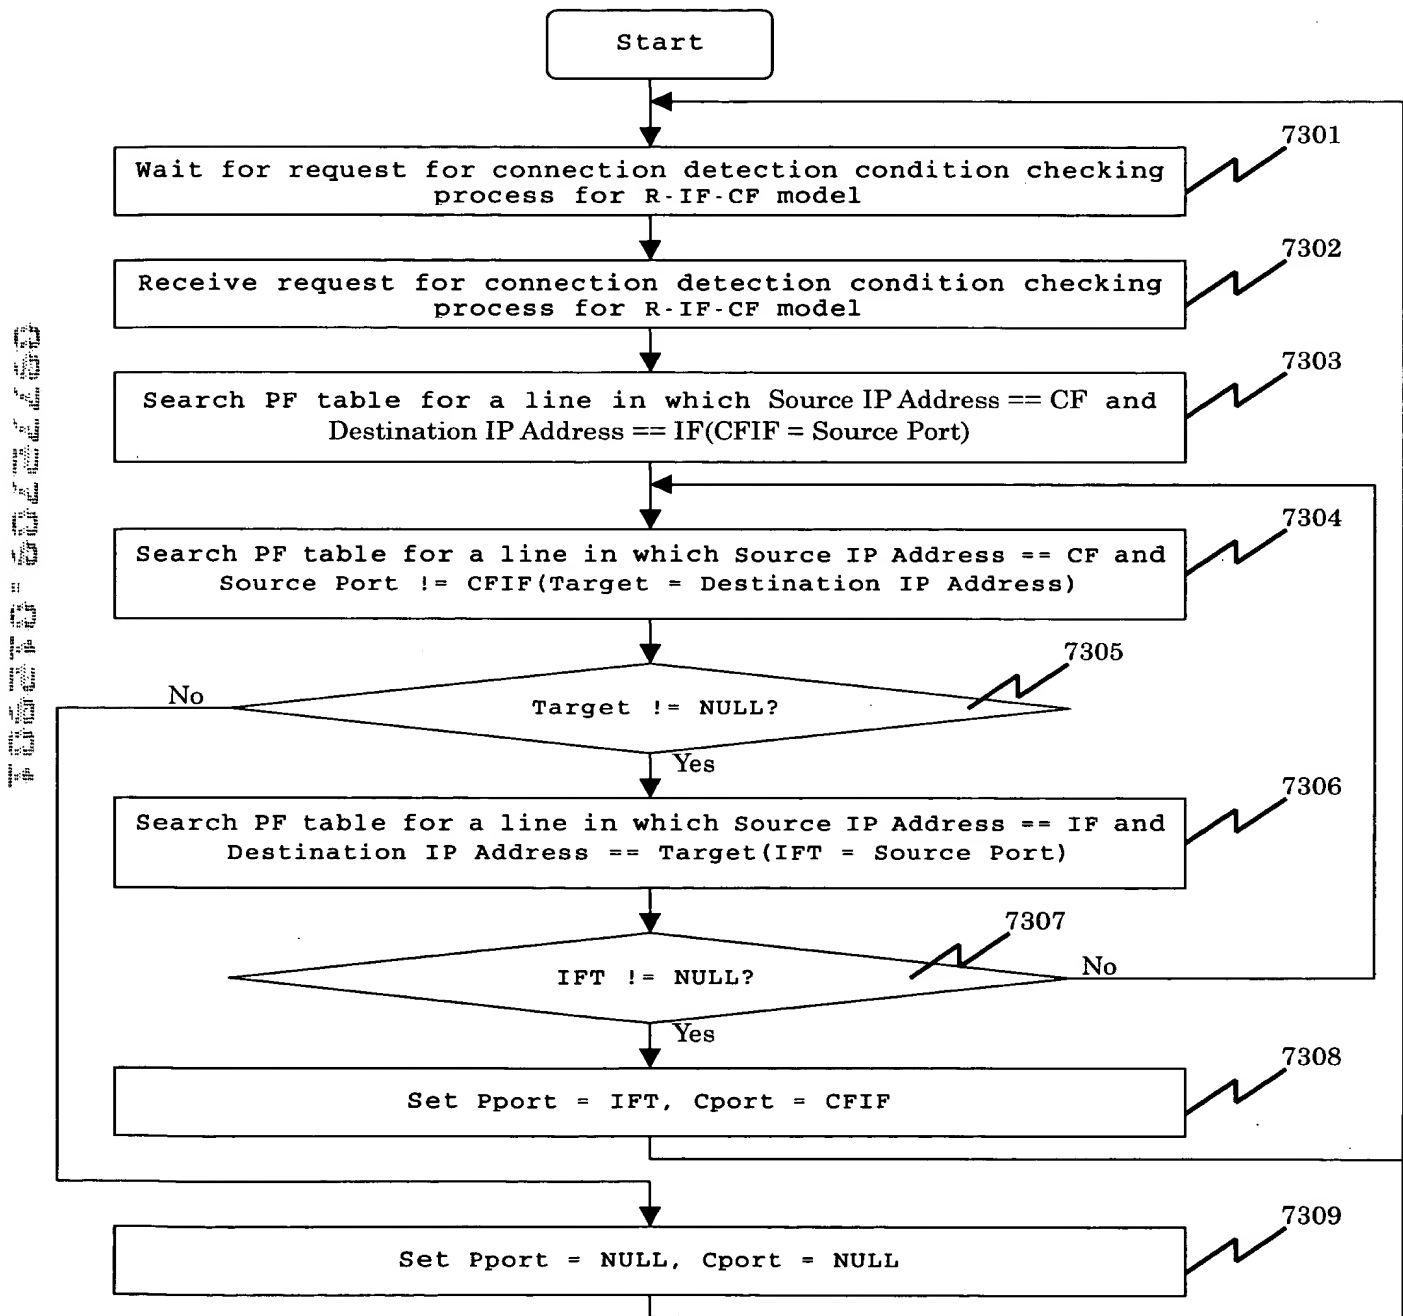 Start
7301
Wait for request for connection detection condition checking
process for R-IF-CF model
7302
Receive request for connection detection condition checking
process for R-IF-CF model
7303
Search PF table for a line in which Source IP Address == CF and
Destination IP Address == IF(CFIF = Source Port)
7304
Search PF table for a line in which Source IP Address == CF and
Source Port != CFIF(Target = Destination IP Address)
7305
No
Target != NULL?
Yes
7306
Search PF table for a line in which Source IP Address == IF and
Destination IP Address == Target(IFT = Source Port)
7307
IFT != NULL?
No
Yes
7308
Set Pport = IFT, Cport = CFIF
7309
Set Pport = NULL, Cport = NULL